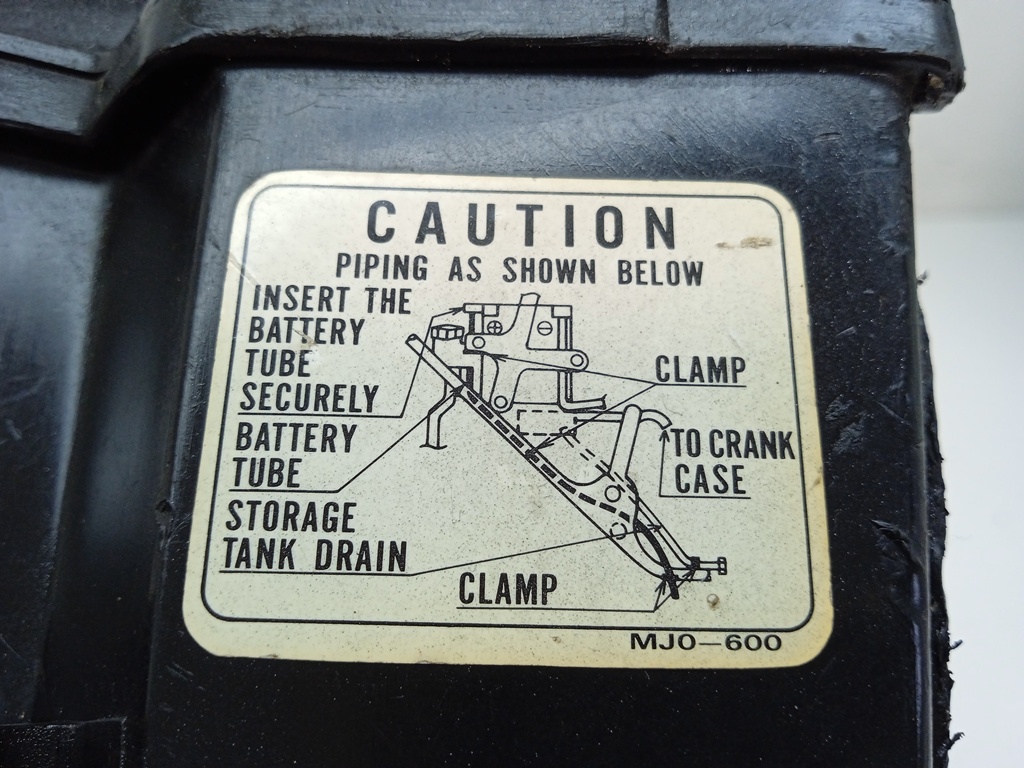 CAUTION
PIPING AS SHOWN BELOW
INSERT THE
BATTERY
TUBE
SECURELY
BATTERY
TUBE
STORAGE
TANK DRAIN
CLAMP
TO CRANK
CASE
CLAMP
MJ0-600